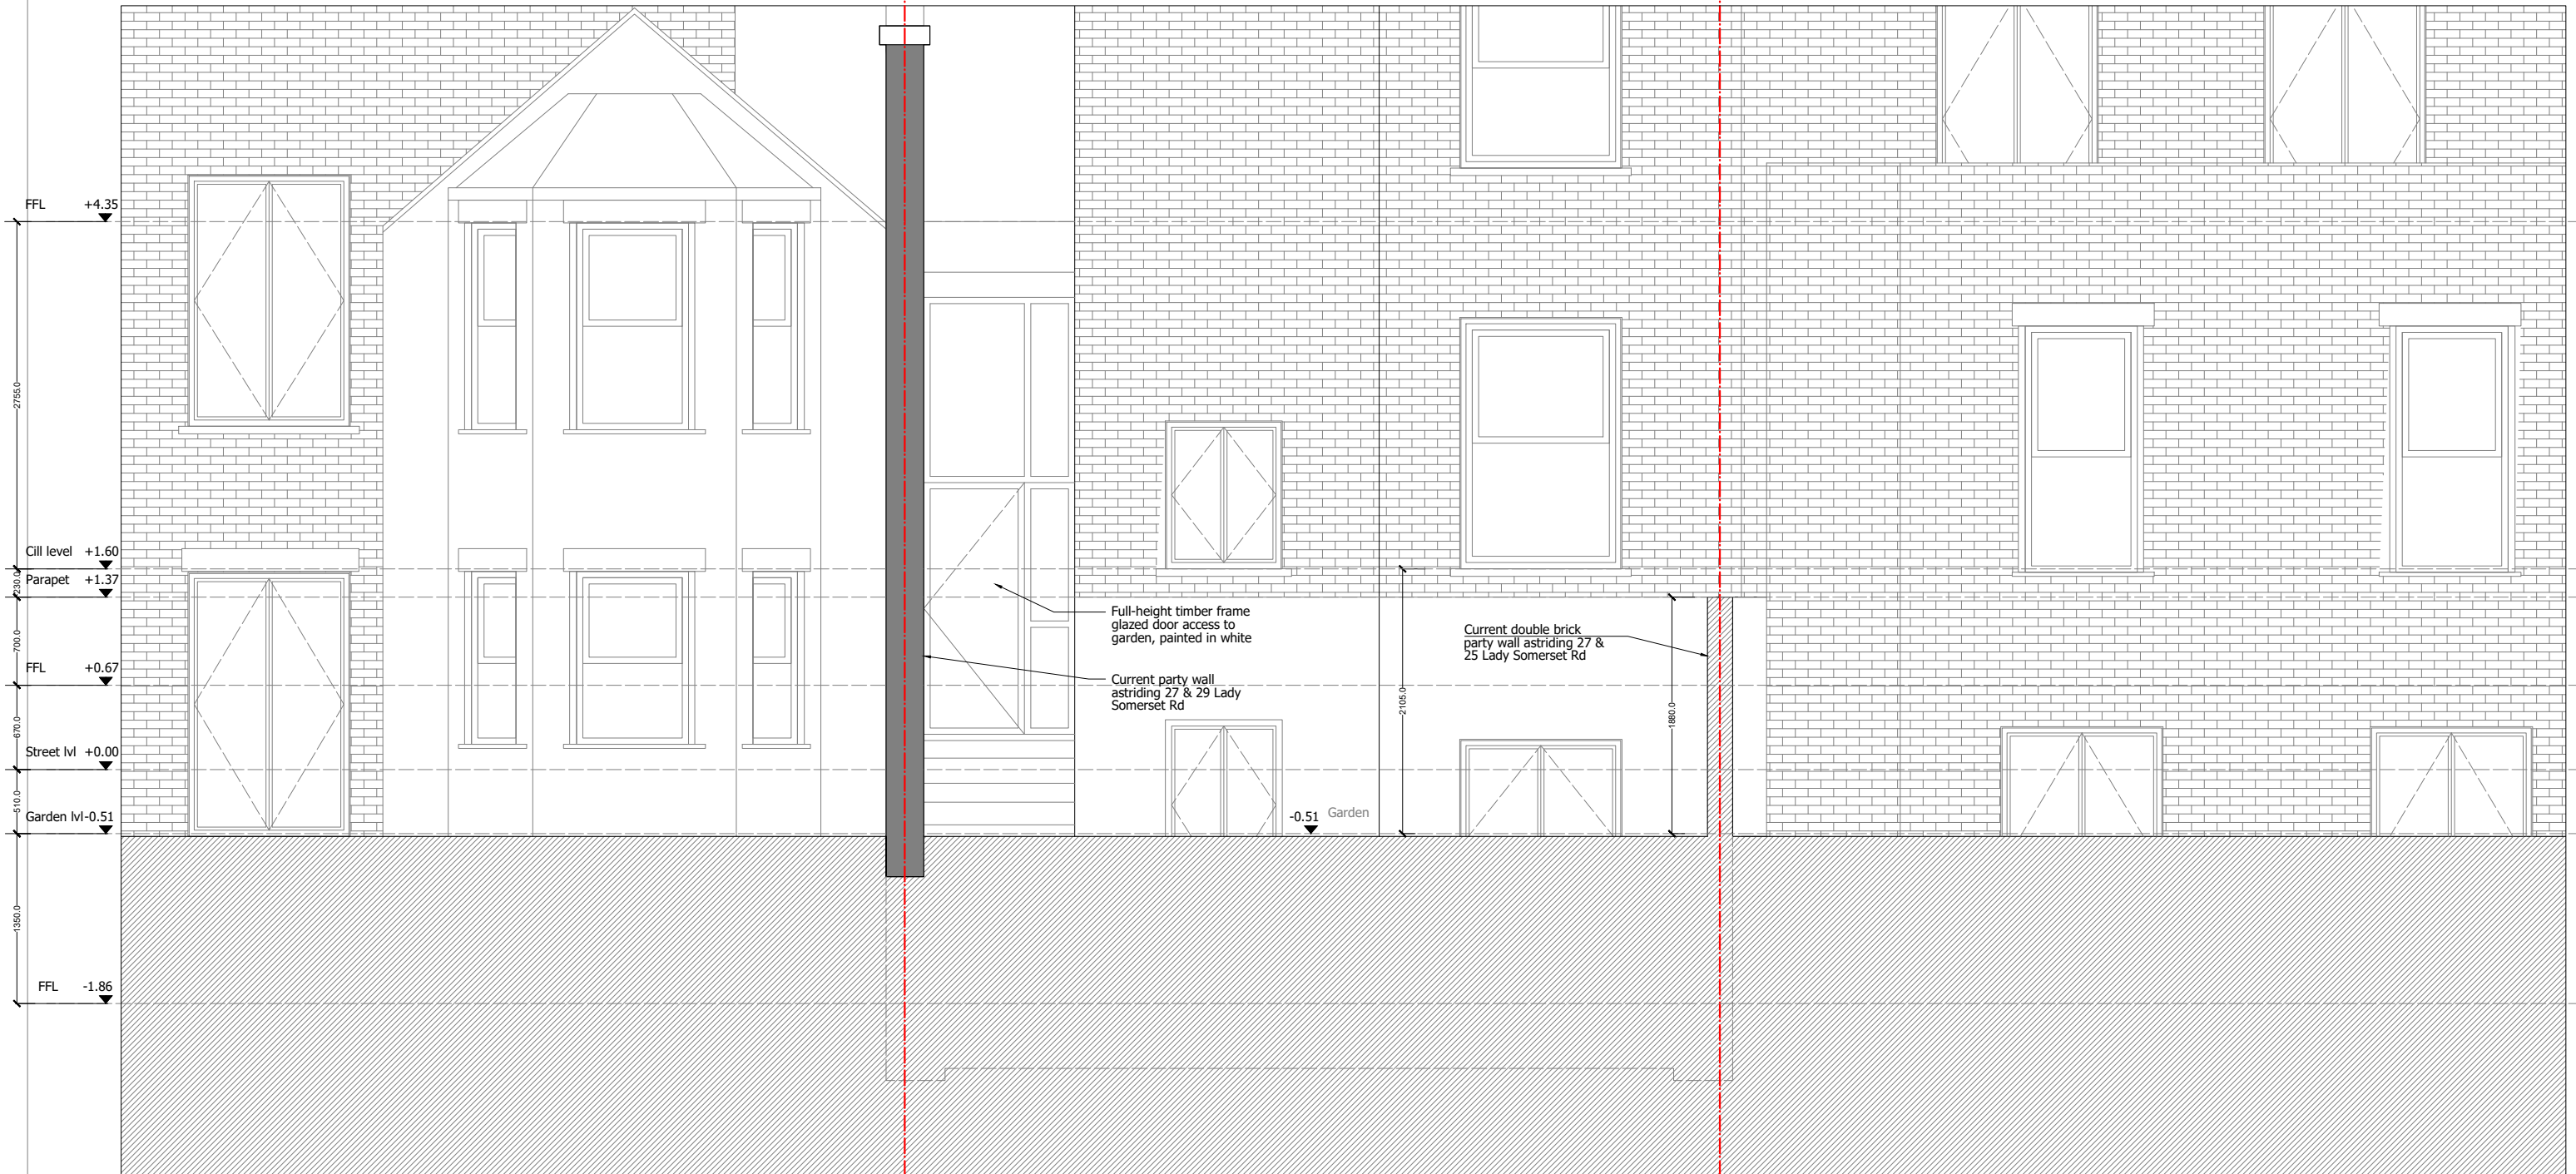 FFL +4.35
2755.0
Cill level +1.60
230.0
Parapet +1.37
700.0
FFL +0.67
670.0
Street lvl +0.00
510.0
Garden lvl -0.51
1350.0
FFL -1.86
Full-height timber frame
glazed door access to
garden, painted in white
Current party wall
astriding 27 & 29 Lady
Somerset Rd
-0.51 Garden
2105.0
Current double brick
party wall astriding 27 &
25 Lady Somerset Rd
1880.0